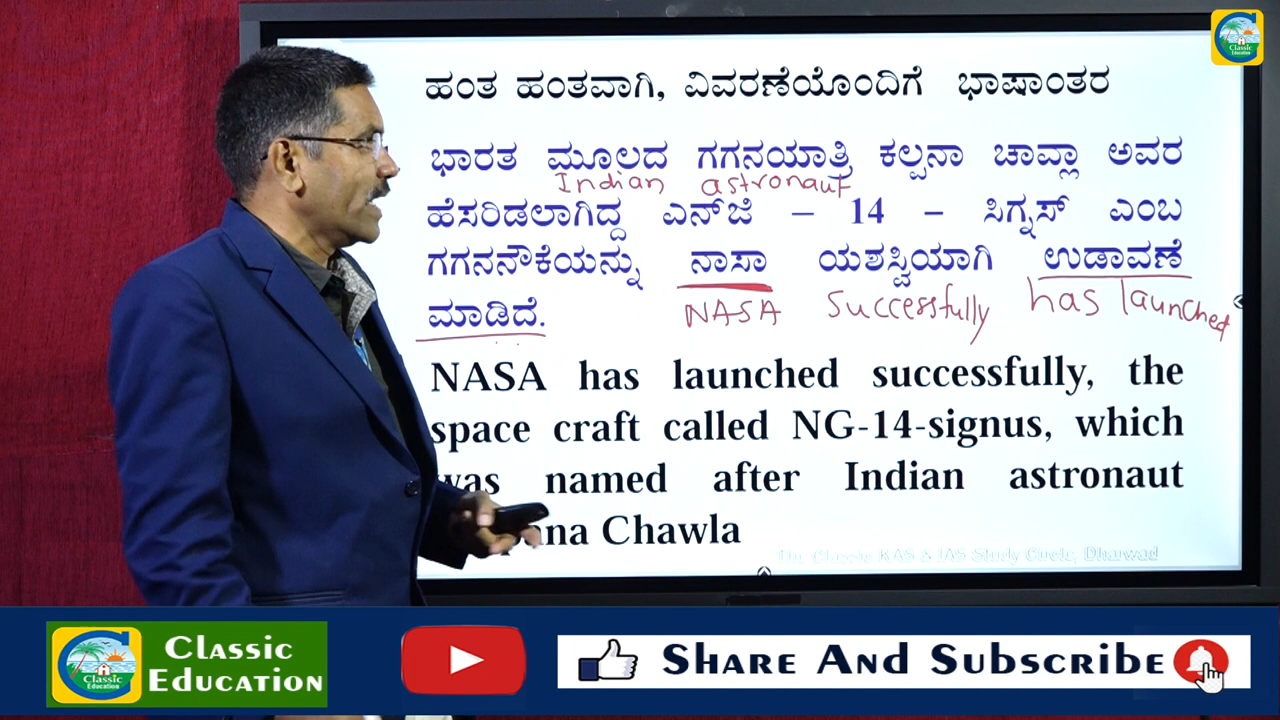 Classic
Education
ಹಂತ ಹಂತವಾಗಿ, ವಿವರಣೆಯೊಂದಿಗೆ ಭಾಷಾಂತರ
ಭಾರತ ಮೂಲದ ಗಗನಯಾತ್ರಿ ಕಲ್ಪನಾ ಚಾವ್ಲಾ ಅವರ
Indian astronaut
ಹೆಸರಿಡಲಾಗಿದ್ದ ಎನ್‌ಜಿ – 14 – ಸಿಗ್ನಸ್ ಎಂಬ
ಗಗನನೌಕೆಯನ್ನು ನಾಸಾ ಯಶಸ್ವಿಯಾಗಿ ಉಡಾವಣೆ
ಮಾಡಿದೆ.
NASA Successfully has launched
NASA has launched successfully, the
space craft called NG-14-signus, which
was named after Indian astronaut
Chawla
The Classic KAS & IAS Study Circle, Dharwad
Classic
Education
Classic
Education
Share And Subscribe